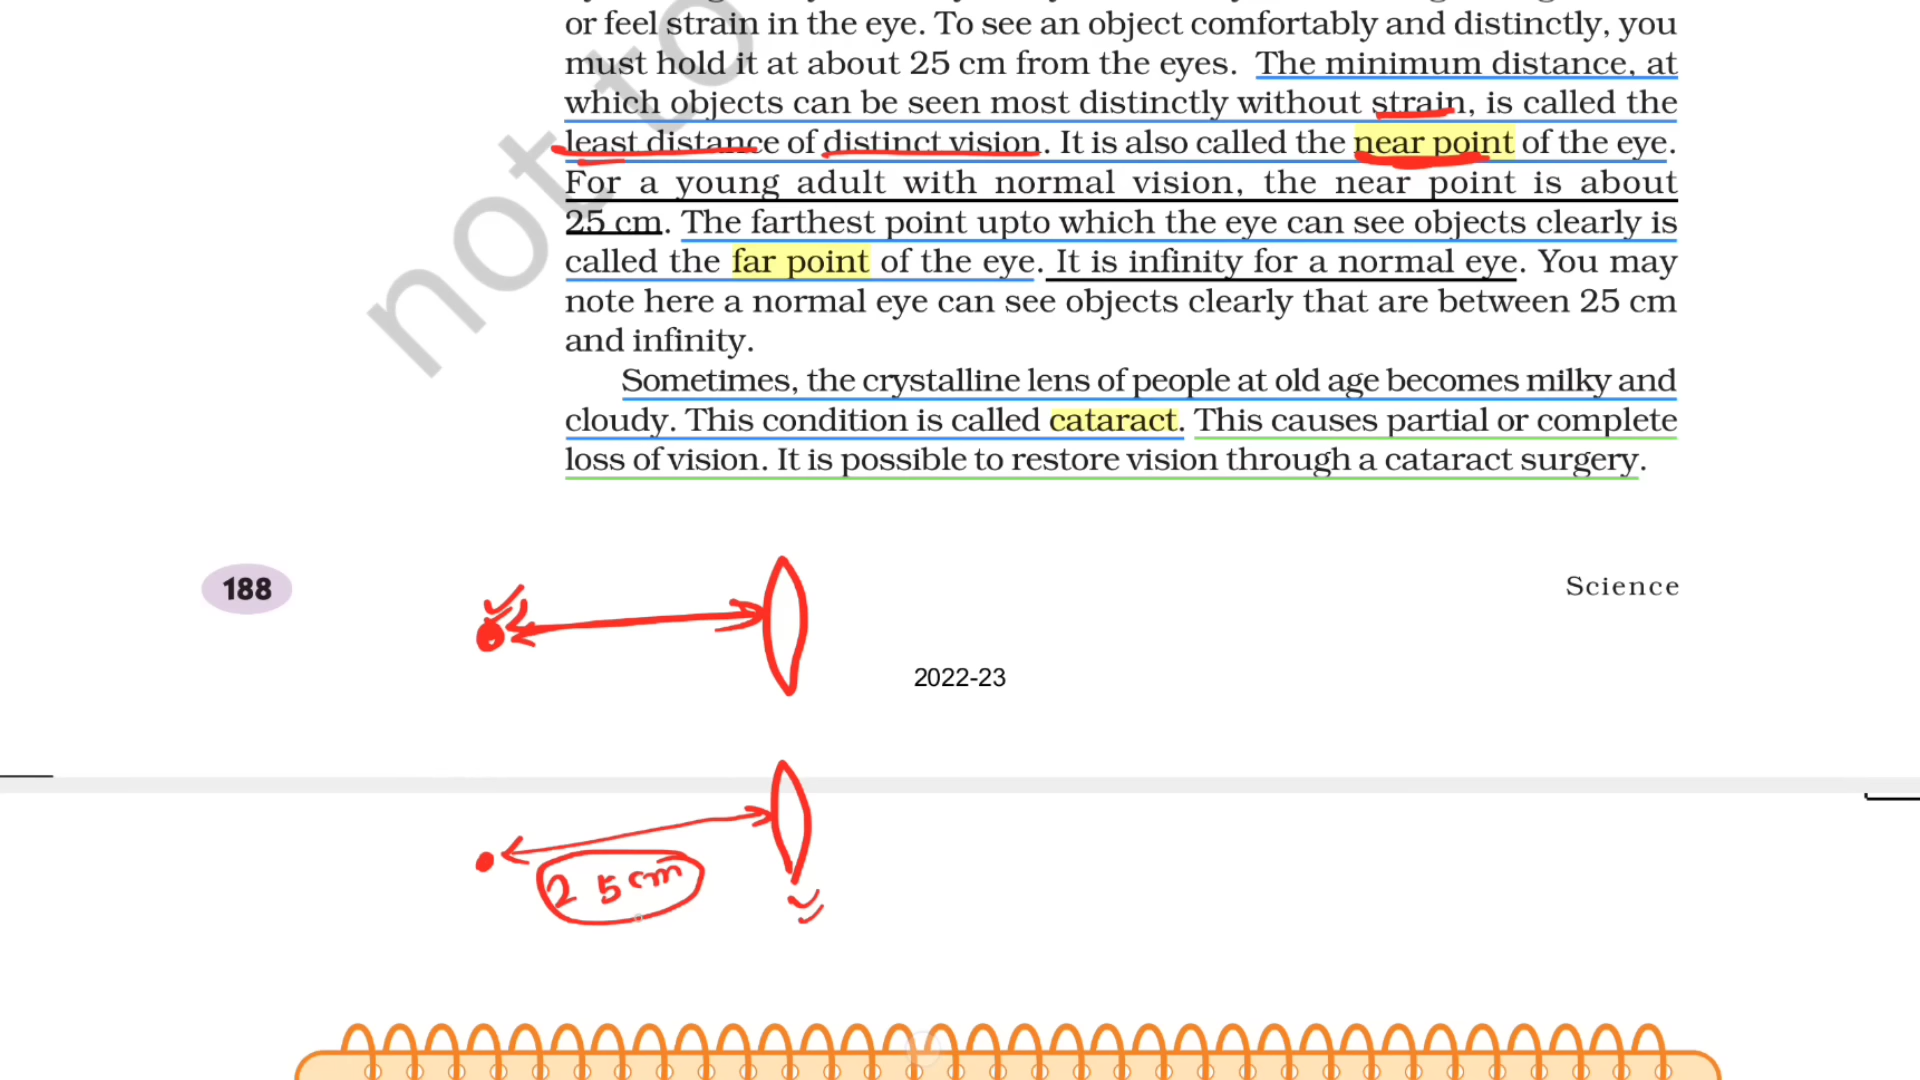 or feel strain in the eye. To see an object comfortably and distinctly, you
must hold it at about 25 cm from the eyes. The minimum distance, at
which objects can be seen most distinctly without strain, is called the
least distance of distinct vision. It is also called the near point of the eye.
For a young adult with normal vision, the near point is about
25 cm. The farthest point upto which the eye can see objects clearly is
called the far point of the eye. It is infinity for a normal eye. You may
note here a normal eye can see objects clearly that are between 25 cm
and infinity.
Sometimes, the crystalline lens of people at old age becomes milky and
cloudy. This condition is called cataract. This causes partial or complete
loss of vision. It is possible to restore vision through a cataract surgery.
not to
188
Science
2022-23
25cm